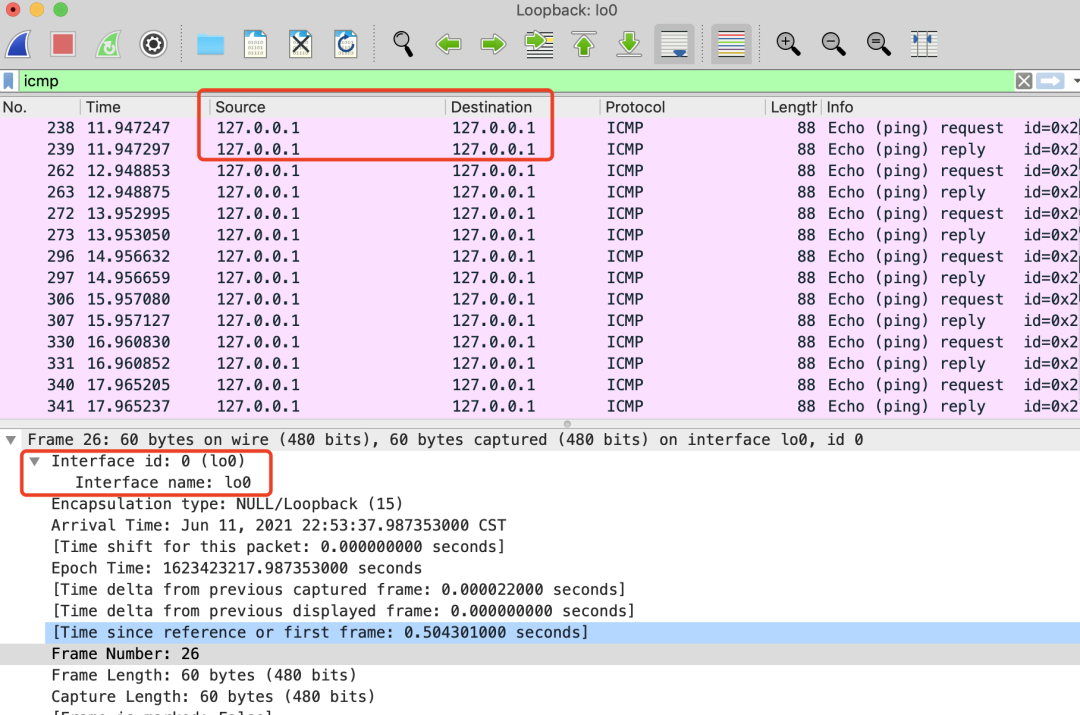 Loopback: lo0
icmp
No. Time Source Destination Protocol Length Info
238 11.947247 127.0.0.1 127.0.0.1 ICMP 88 Echo (ping) request id=0x2
239 11.947297 127.0.0.1 127.0.0.1 ICMP 88 Echo (ping) reply id=0x2
262 12.948853 127.0.0.1 127.0.0.1 ICMP 88 Echo (ping) request id=0x2
263 12.948875 127.0.0.1 127.0.0.1 ICMP 88 Echo (ping) reply id=0x2
272 13.952995 127.0.0.1 127.0.0.1 ICMP 88 Echo (ping) request id=0x2
273 13.953050 127.0.0.1 127.0.0.1 ICMP 88 Echo (ping) reply id=0x2
296 14.956632 127.0.0.1 127.0.0.1 ICMP 88 Echo (ping) request id=0x2
297 14.956659 127.0.0.1 127.0.0.1 ICMP 88 Echo (ping) reply id=0x2
306 15.957080 127.0.0.1 127.0.0.1 ICMP 88 Echo (ping) request id=0x2
307 15.957127 127.0.0.1 127.0.0.1 ICMP 88 Echo (ping) reply id=0x2
330 16.960830 127.0.0.1 127.0.0.1 ICMP 88 Echo (ping) request id=0x2
331 16.960852 127.0.0.1 127.0.0.1 ICMP 88 Echo (ping) reply id=0x2
340 17.965205 127.0.0.1 127.0.0.1 ICMP 88 Echo (ping) request id=0x2
341 17.965237 127.0.0.1 127.0.0.1 ICMP 88 Echo (ping) reply id=0x2
Frame 26: 60 bytes on wire (480 bits), 60 bytes captured (480 bits) on interface lo0, id 0
Interface id: 0 (lo0)
Interface name: lo0
Encapsulation type: NULL/Loopback (15)
Arrival Time: Jun 11, 2021 22:53:37.987353000 CST
[Time shift for this packet: 0.000000000 seconds]
Epoch Time: 1623423217.987353000 seconds
[Time delta from previous captured frame: 0.000022000 seconds]
[Time delta from previous displayed frame: 0.000000000 seconds]
[Time since reference or first frame: 0.504301000 seconds]
Frame Number: 26
Frame Length: 60 bytes (480 bits)
Capture Length: 60 bytes (480 bits)